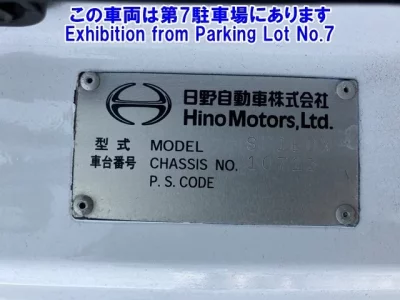 この車両は第7駐車場にあります
Exhibition from Parking Lot No.7
日野自動車株式会社
Hino Motors, Ltd.
型式 MODEL
車台番号 CHASSIS NO.
P. S. CODE